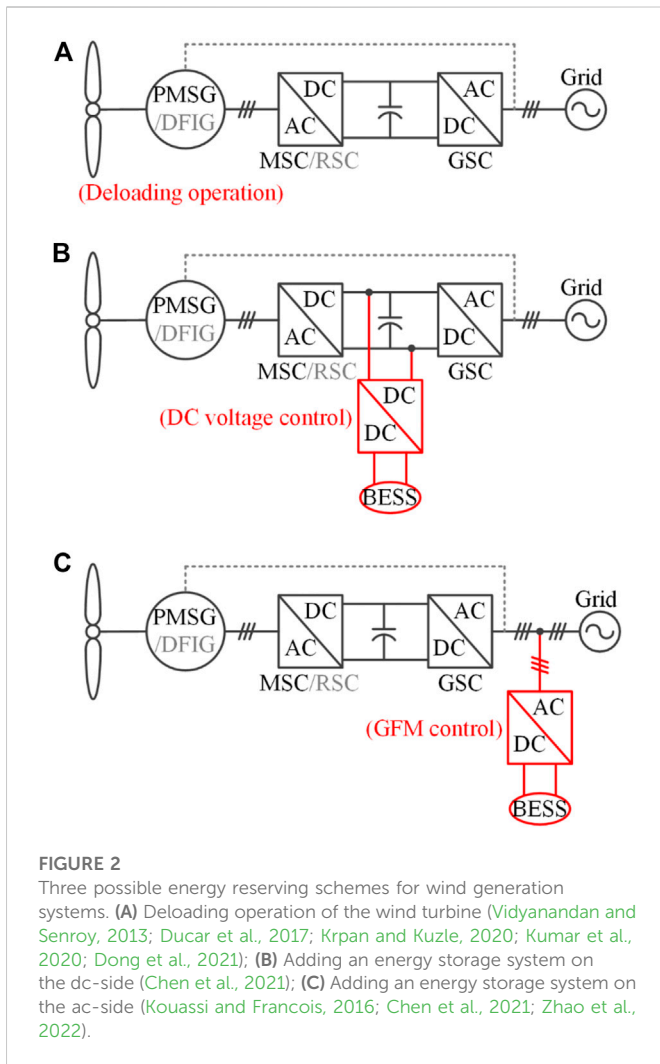 A
PMSG
/DFIG
DC
AC
MSC/RSC
AC
DC
GSC
Grid
(Deloading operation)
B
PMSG
/DFIG
DC
AC
MSC/RSC
AC
DC
GSC
Grid
(DC voltage control)
DC
DC
BESS
C
PMSG
/DFIG
DC
AC
MSC/RSC
AC
DC
GSC
Grid
(GFM control)
AC
DC
BESS
FIGURE 2
Three possible energy reserving schemes for wind generation
systems. (A) Deloading operation of the wind turbine (Vidyanandan and
Senroy, 2013; Ducar et al., 2017; Krpan and Kuzle, 2020; Kumar et al.,
2020; Dong et al., 2021); (B) Adding an energy storage system on
the dc-side (Chen et al., 2021); (C) Adding an energy storage system on
the ac-side (Kouassi and Francois, 2016; Chen et al., 2021; Zhao et al.,
2022).